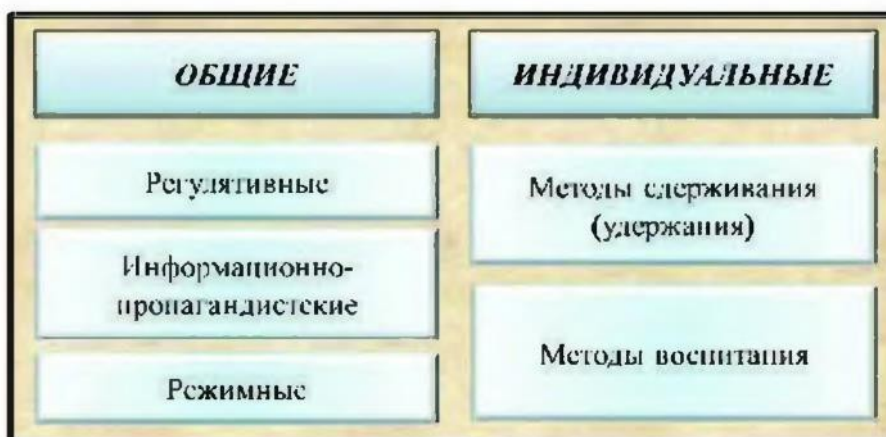 ОБЩИЕ
Регулятивные
Информационно-
пропагандистские
Режимные
ИНДИВИДУАЛЬНЫЕ
Методы сдерживания
(удержания)
Методы воспитания